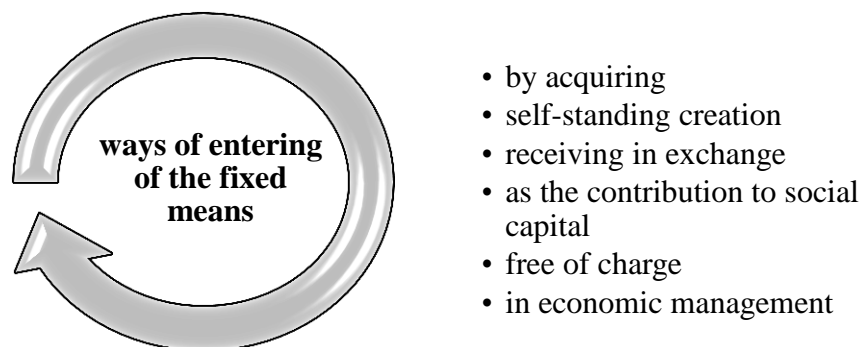 ways of entering
of the fixed
means
• by acquiring
• self-standing creation
• receiving in exchange
• as the contribution to social
capital
• free of charge
• in economic management